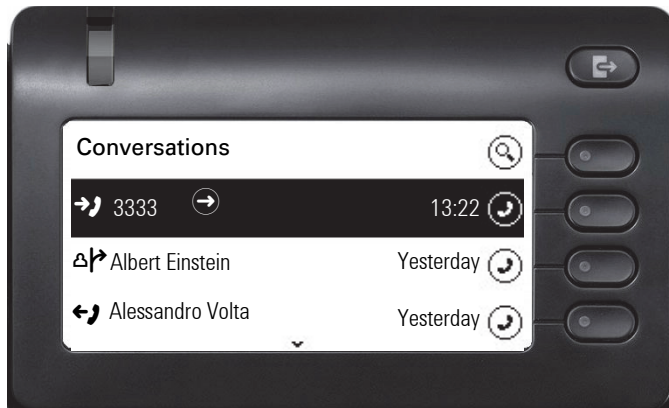 Conversations
3333 13:22
Albert Einstein Yesterday
Alessandro Volta Yesterday